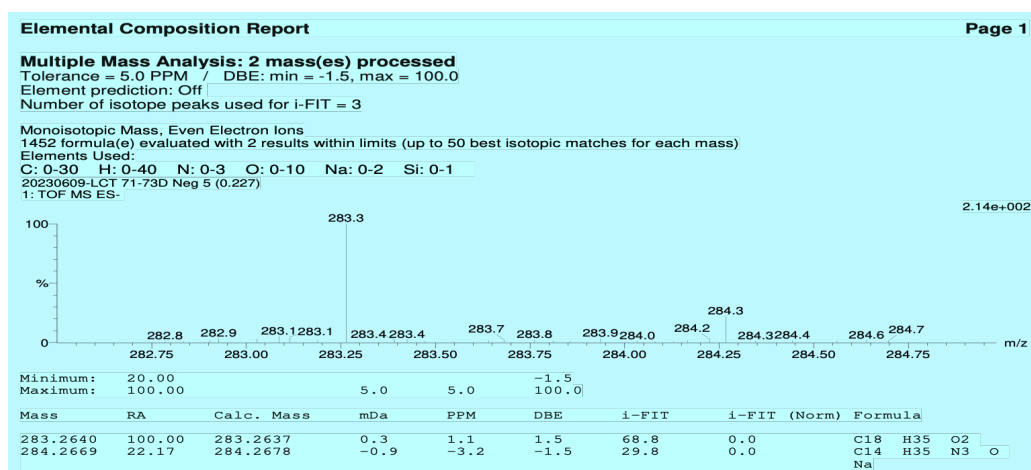 Elemental Composition Report Page 1
Multiple Mass Analysis: 2 mass(es) processed
Tolerance = 5.0 PPM / DBE: min = -1.5, max = 100.0
Element prediction: Off
Number of isotope peaks used for i-FIT = 3
Monoisotopic Mass, Even Electron Ions
1452 formula(e) evaluated with 2 results within limits (up to 50 best isotopic matches for each mass)
Elements Used:
C: 0-30 H: 0-40 N: 0-3 O: 0-10 Na: 0-2 Si: 0-1
20230609-LCT 71-73D Neg 5 (0.227)
1: TOF MS ES-
2.14e+002
100
%
0
283.3
282.8 282.9 283.1 283.1 283.4 283.4 283.7 283.8 283.9 284.0 284.2 284.3 284.3 284.4 284.6 284.7
282.75 283.00 283.25 283.50 283.75 284.00 284.25 284.50 284.75 m/z
Minimum: 20.00 -1.5
Maximum: 100.00 5.0 5.0 100.0
Mass RA Calc. Mass mDa PPM DBE i-FIT i-FIT (Norm) Formula
283.2640 100.00 283.2637 0.3 1.1 1.5 68.8 0.0 C18 H35 O2
284.2669 22.17 284.2678 -0.9 -3.2 -1.5 29.8 0.0 C14 H35 N3 O
Na